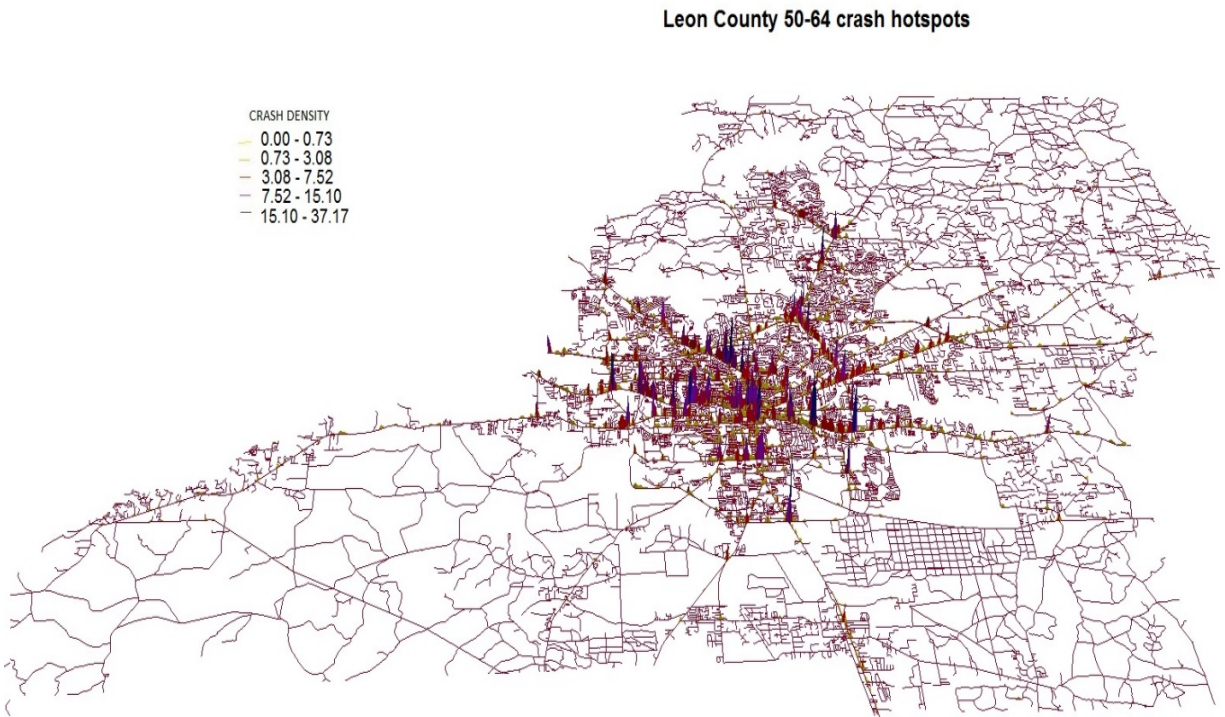 Leon County 50-64 crash hotspots
CRASH DENSITY
0.00 - 0.73
0.73 - 3.08
3.08 - 7.52
7.52 - 15.10
15.10 - 37.17